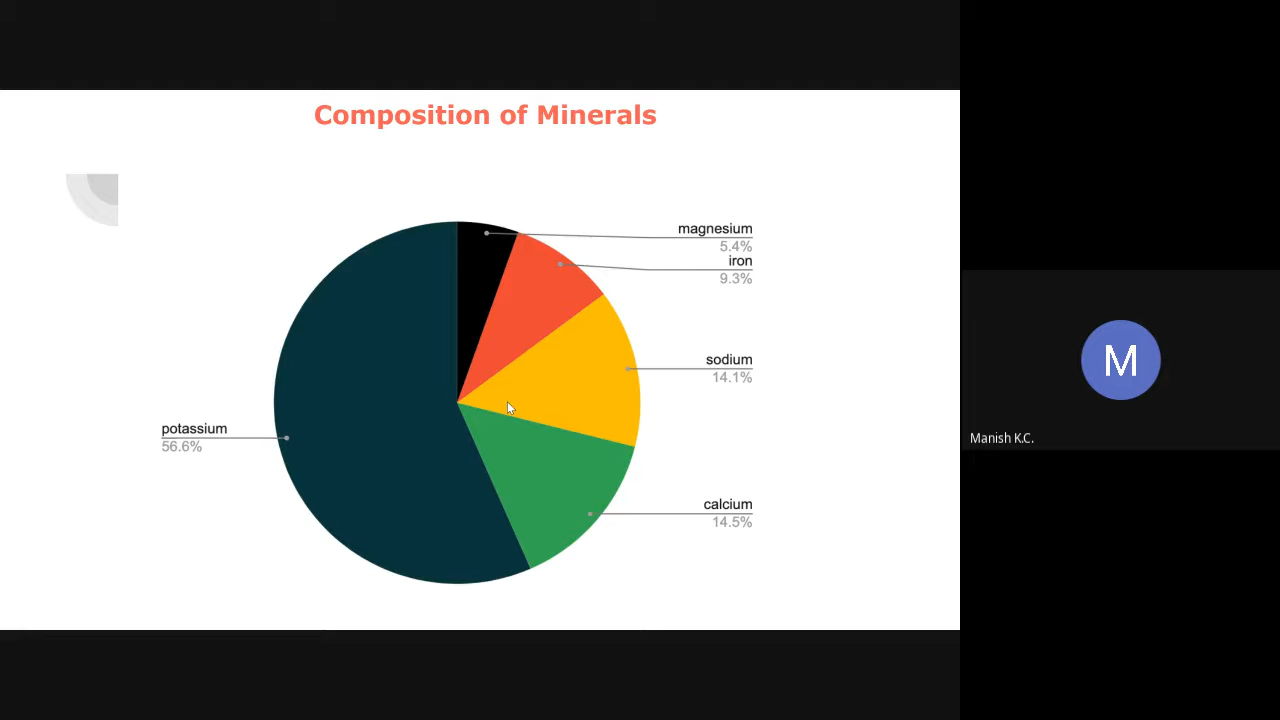 Composition of Minerals
magnesium
5.4%
iron
9.3%
sodium
14.1%
potassium
56.6%
calcium
14.5%
M
Manish K.C.